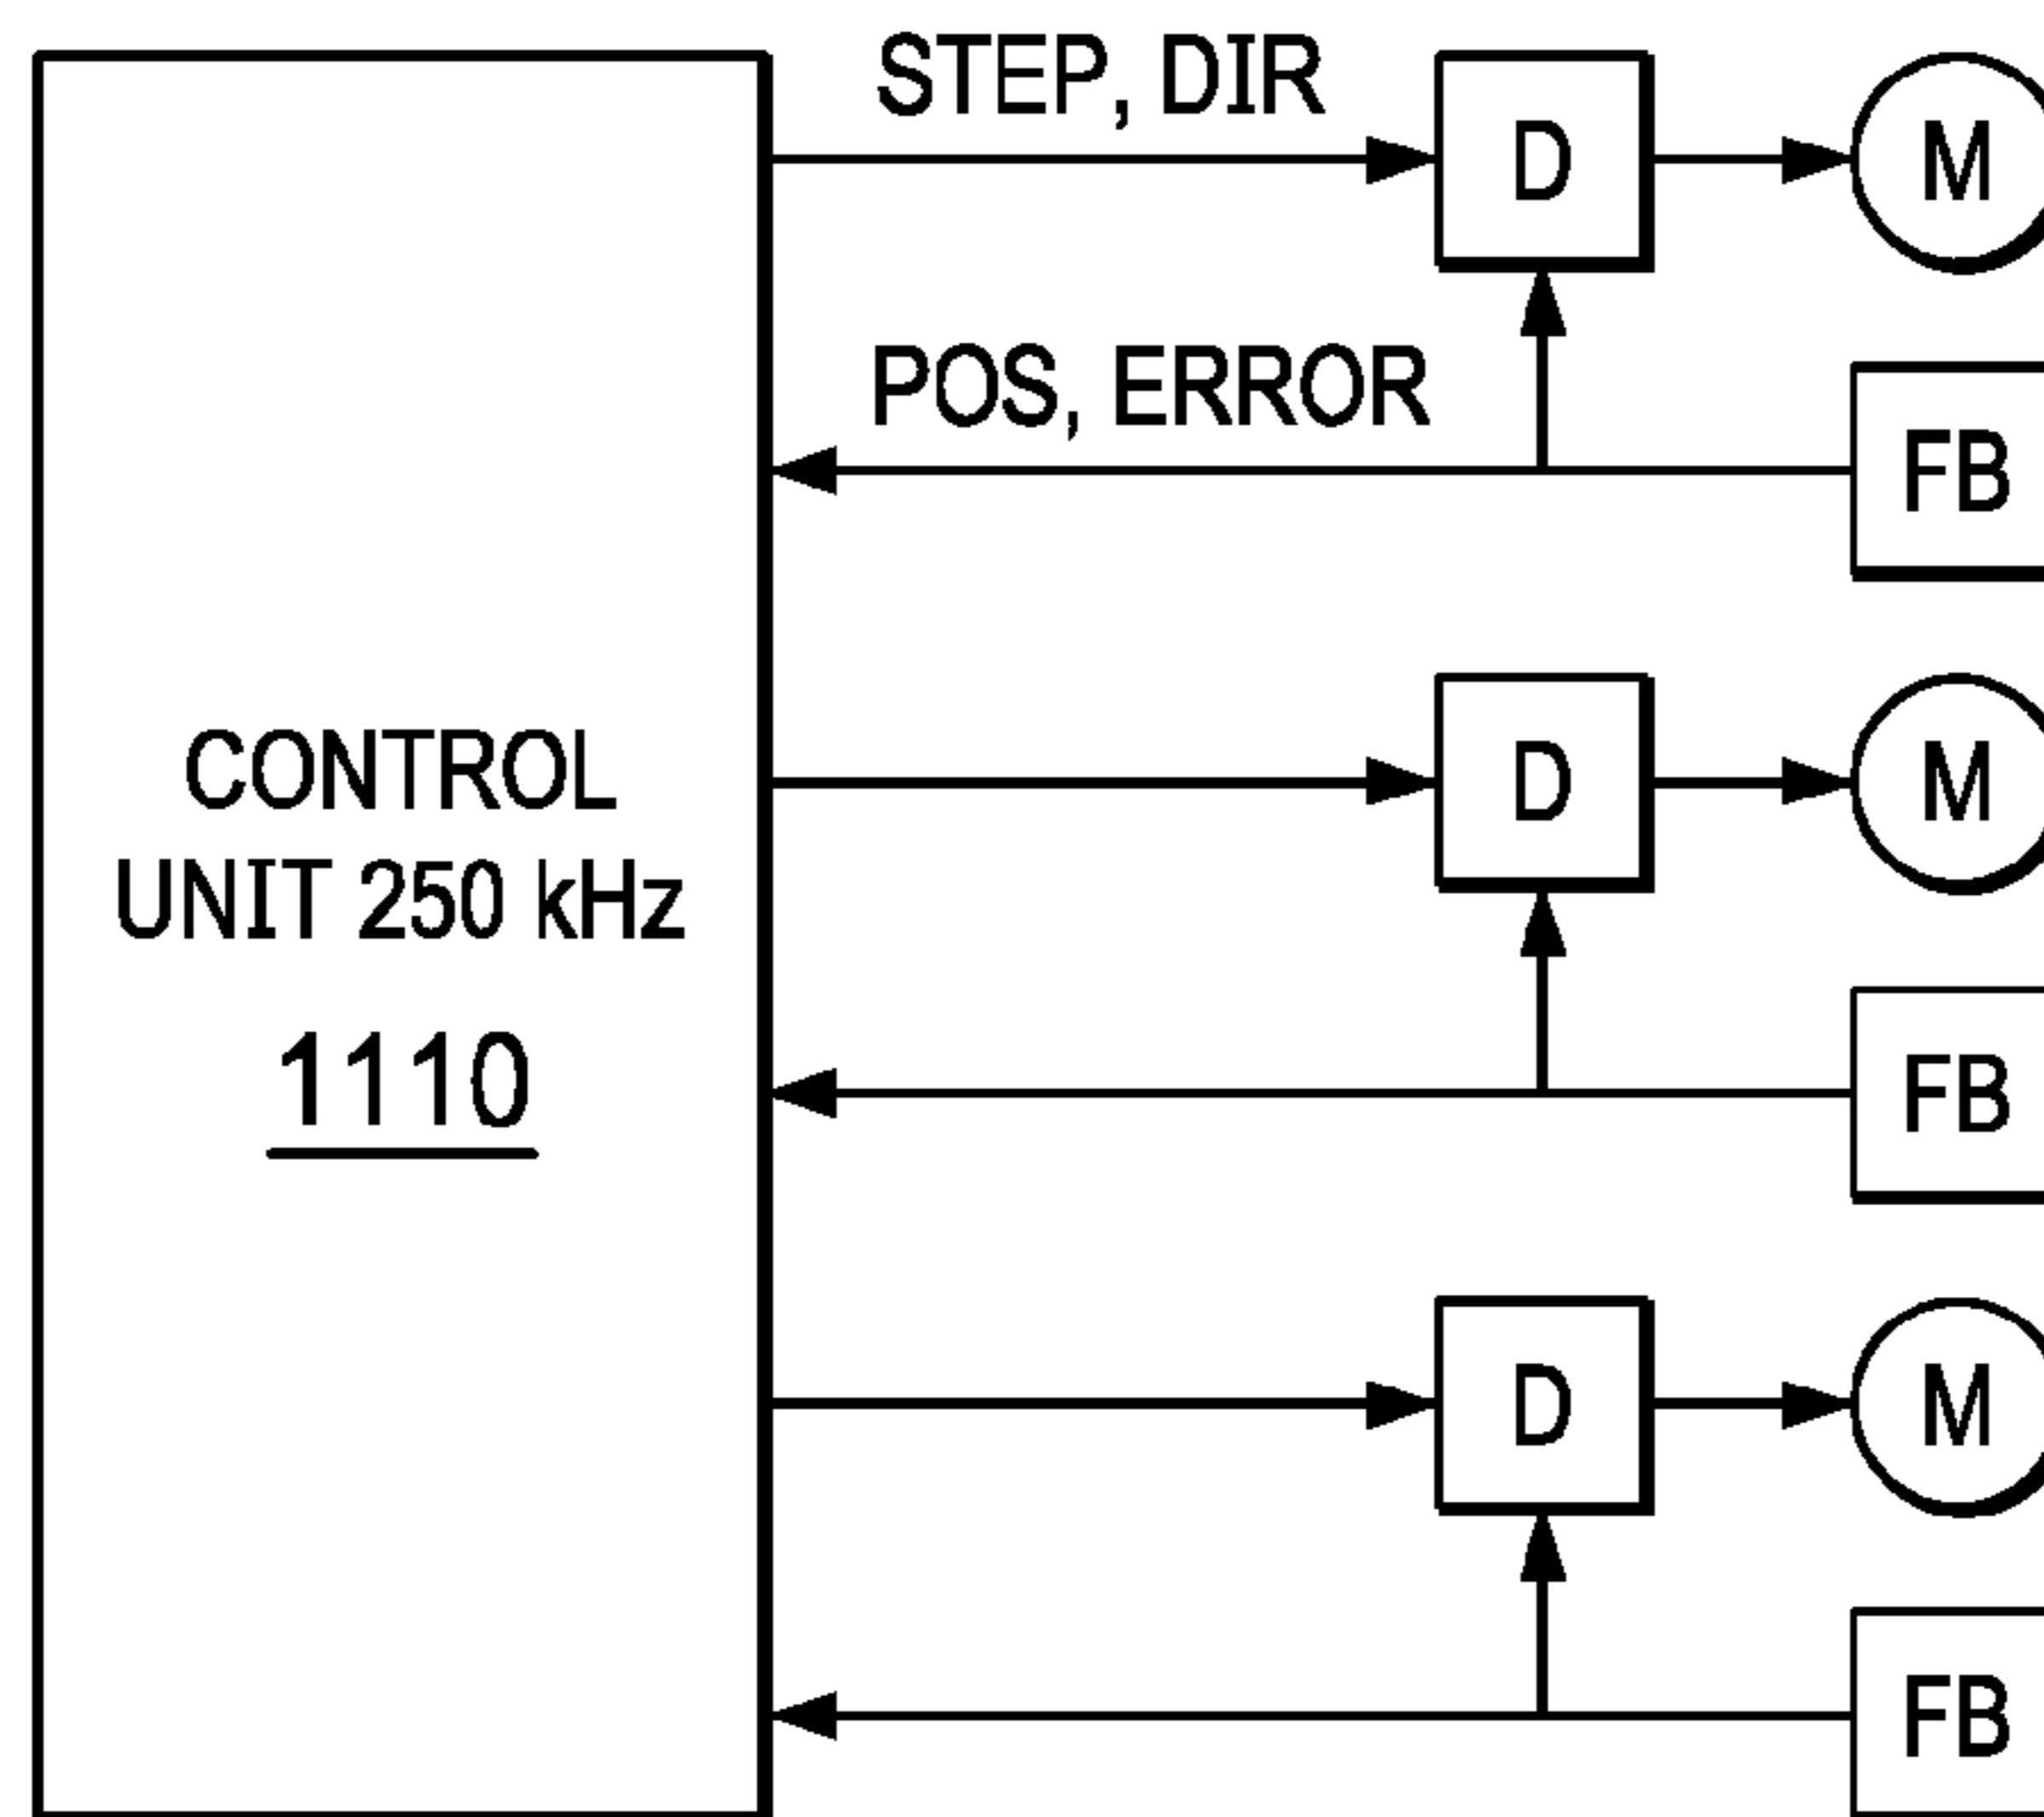 STEP, DIR
D
M
POS, ERROR
FB
CONTROL
UNIT 250 kHz
1110
D
M
FB
D
M
FB